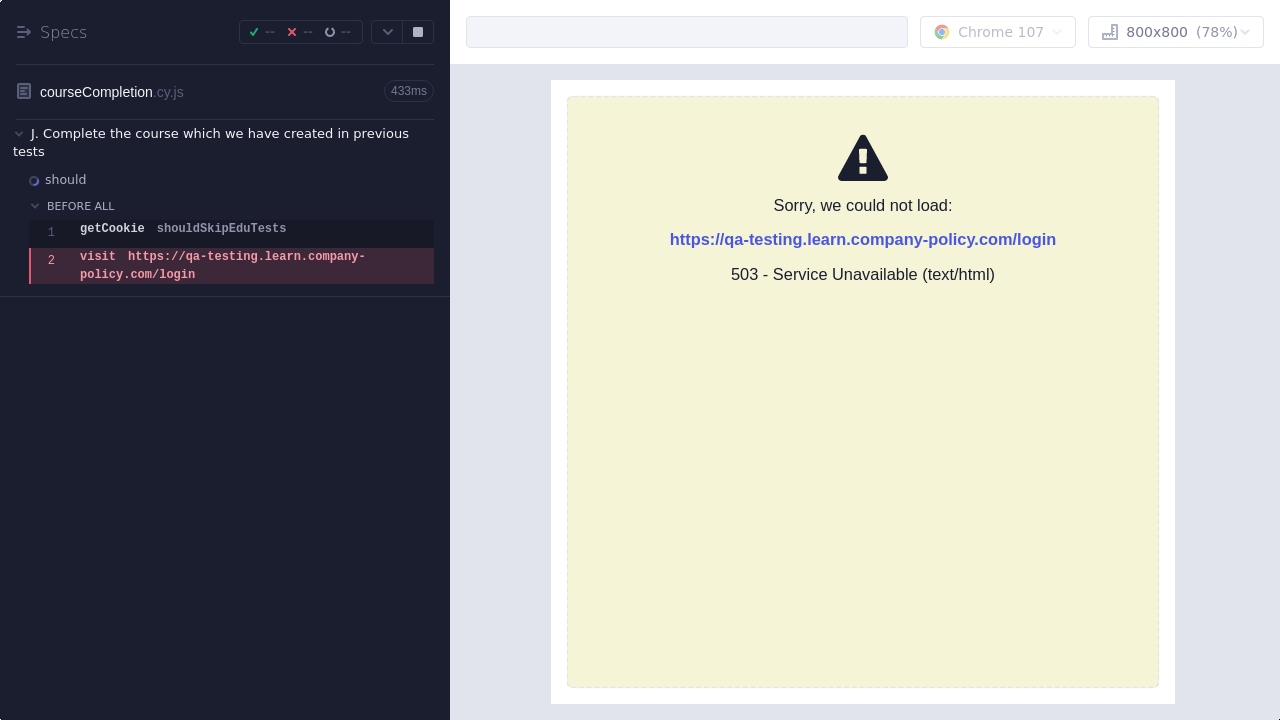 Specs
--
--
--
courseCompletion.cy.js
433ms
J. Complete the course which we have created in previous
tests
should
BEFORE ALL
1 getCookie shouldSkipEduTests
2 visit https://qa-testing.learn.company-
policy.com/login
Chrome 107
800x800 (78%)
Sorry, we could not load:
https://qa-testing.learn.company-policy.com/login
503 - Service Unavailable (text/html)